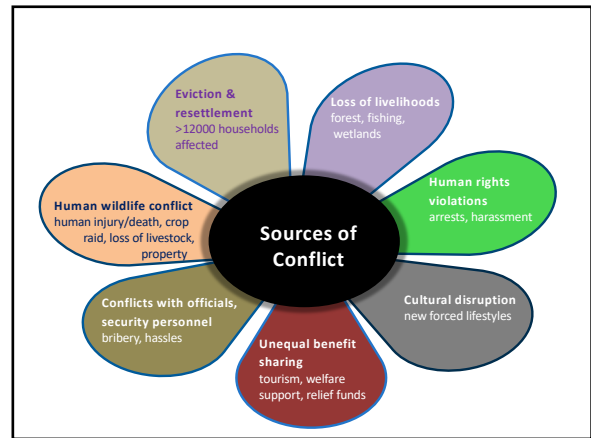 Eviction &
resettlement
>12000 households
affected
Loss of livelihoods
forest, fishing,
wetlands
Human rights
violations
arrests, harassment
Human wildlife conflict
human injury/death, crop
raid, loss of livestock,
property
Sources of
Conflict
Cultural disruption
new forced lifestyles
Conflicts with officials,
security personnel
bribery, hassles
Unequal benefit
sharing
tourism, welfare
support, relief funds